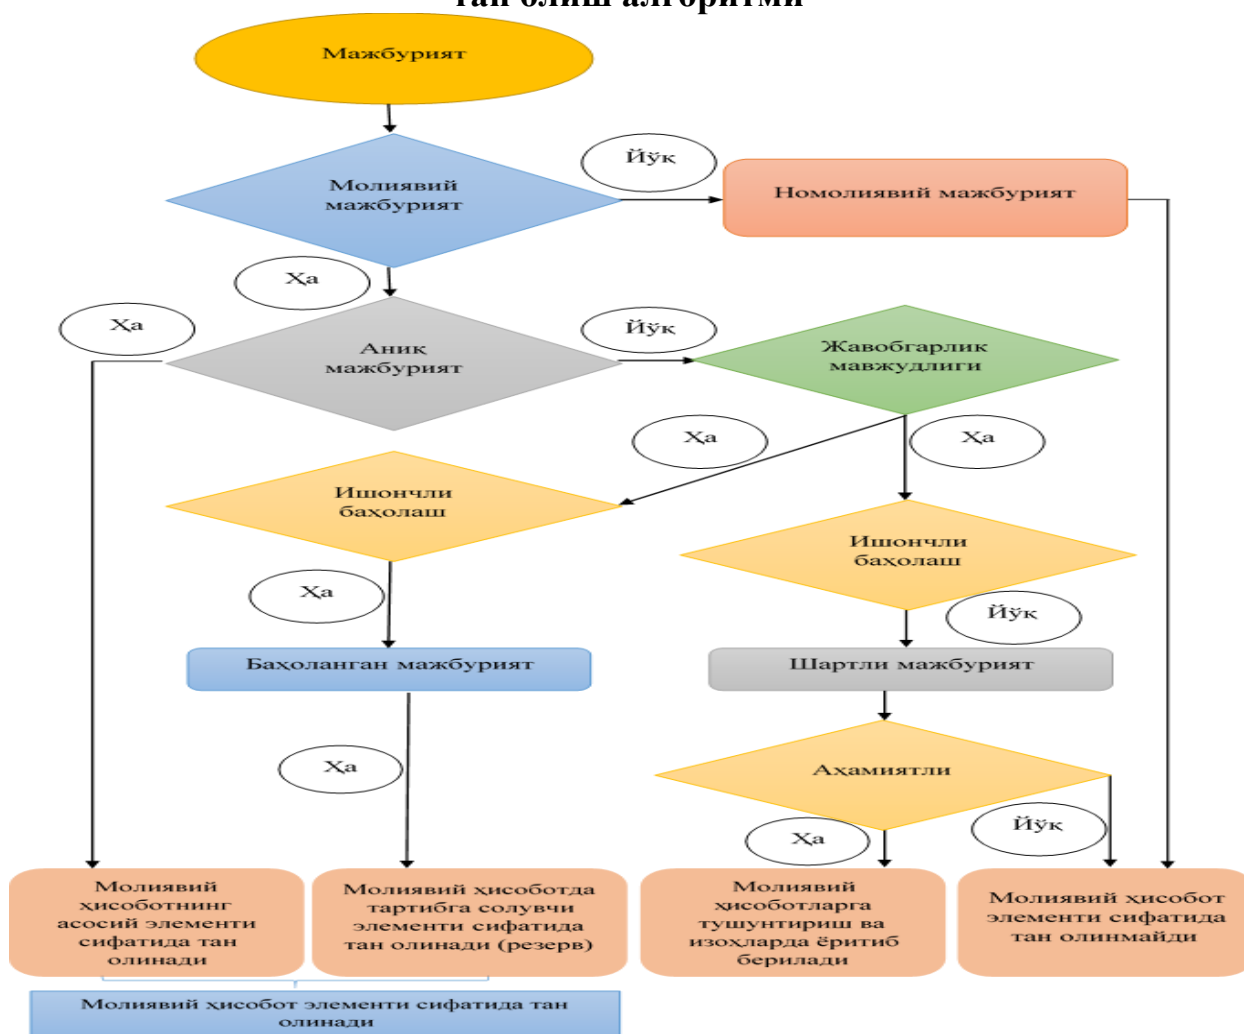 тан олиш алгоритми
Мажбурият
Молиявий
мажбурият
Йўқ
Номолиявий мажбурият
Ҳа
Ҳа
Аниқ
мажбурият
Йўқ
Жавобгарлик
мавжудлиги
Ҳа
Ҳа
Ишончли
баҳолаш
Ишончли
баҳолаш
Ҳа
Йўқ
Баҳоланган мажбурият
Шартли мажбурият
Ҳа
Аҳамиятли
Ҳа
Йўқ
Молиявий
ҳисоботнинг
асосий элементи
сифатида тан
олинади
Молиявий ҳисоботда
тартибга солувчи
элементи сифатида
тан олинади (резерв)
Молиявий
ҳисоботларга
тушунтириш ва
изоҳларда ёритиб
берилади
Молиявий ҳисобот
элементи сифатида
тан олинмайди
Молиявий ҳисобот элементи сифатида тан
олинади